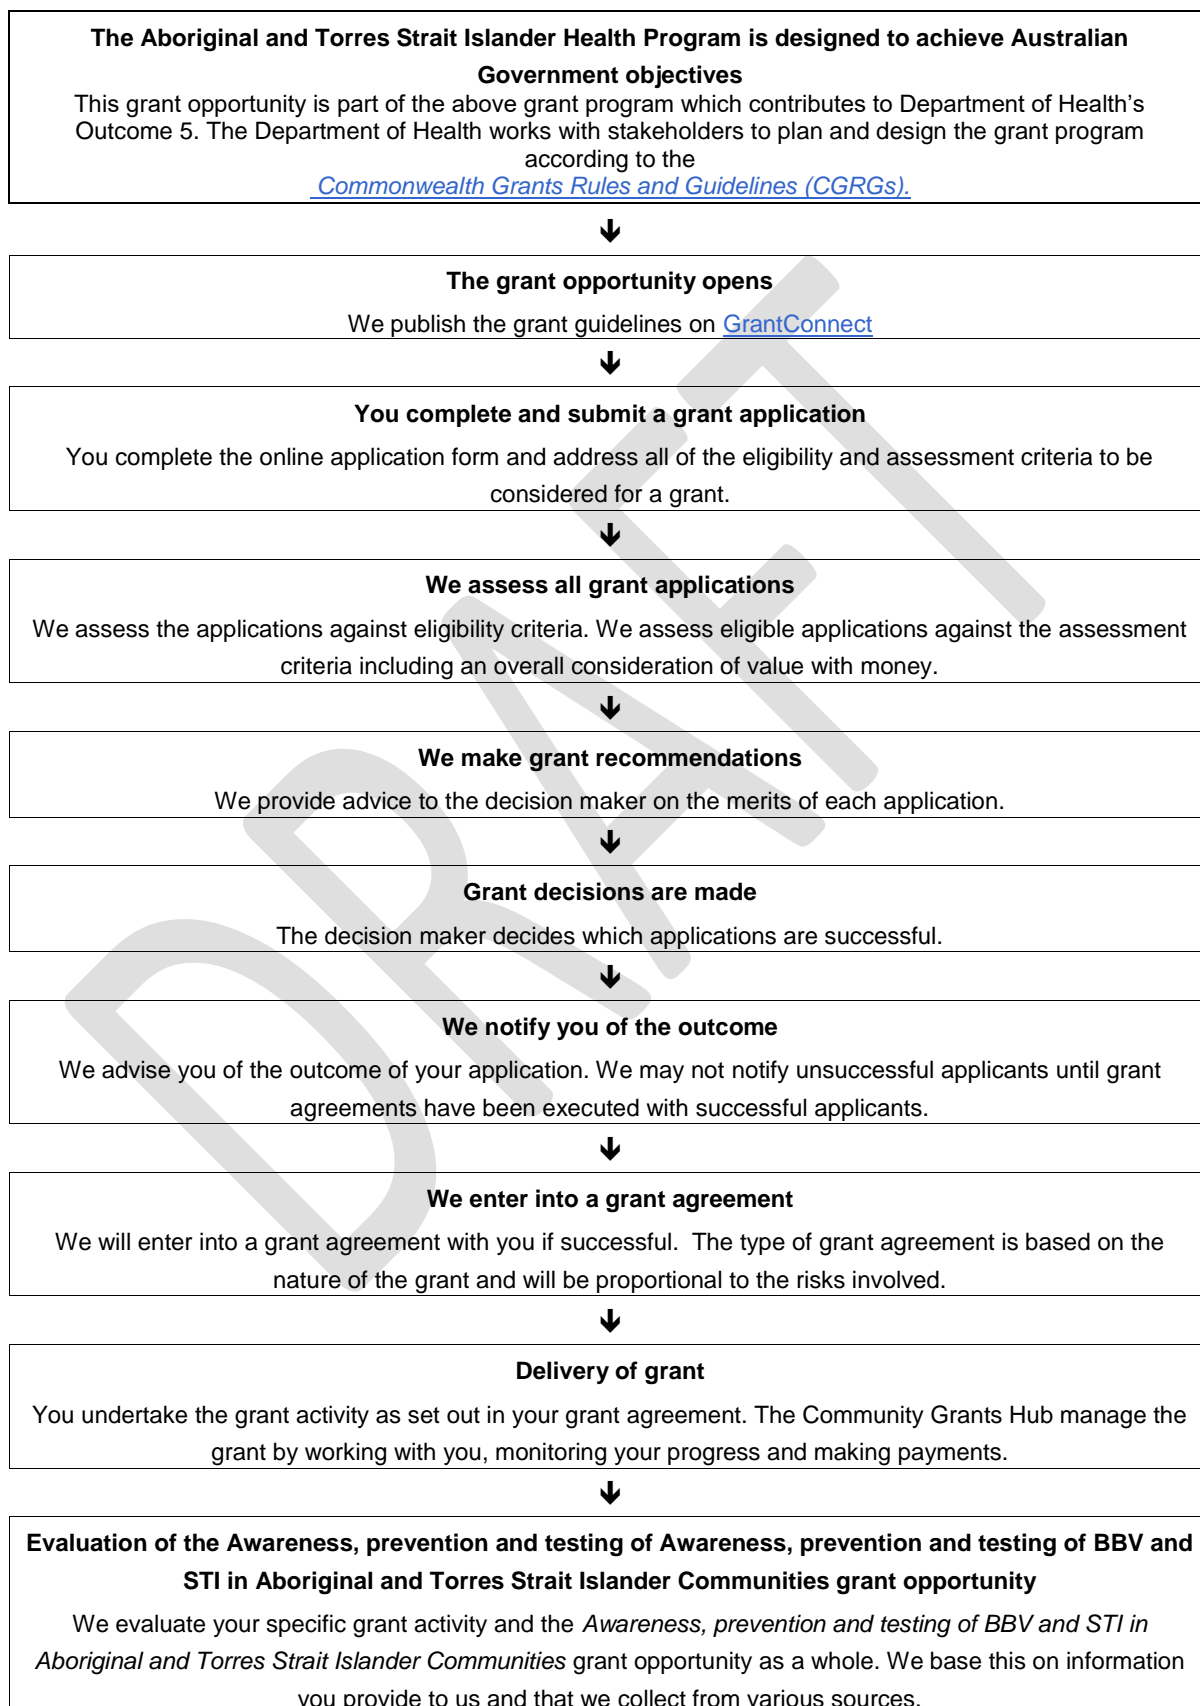 The Aboriginal and Torres Strait Islander Health Program is designed to achieve Australian
Government objectives
This grant opportunity is part of the above grant program which contributes to Department of Health's
Outcome 5. The Department of Health works with stakeholders to plan and design the grant program
according to the
Commonwealth Grants Rules and Guidelines (CGRGs).
The grant opportunity opens
We publish the grant guidelines on GrantConnect
You complete and submit a grant application
You complete the online application form and address all of the eligibility and assessment criteria to be
considered for a grant.
We assess all grant applications
We assess the applications against eligibility criteria. We assess eligible applications against the assessment
criteria including an overall consideration of value with money.
We make grant recommendations
We provide advice to the decision maker on the merits of each application.
Grant decisions are made
The decision maker decides which applications are successful.
We notify you of the outcome
We advise you of the outcome of your application. We may not notify unsuccessful applicants until grant
agreements have been executed with successful applicants.
We enter into a grant agreement
We will enter into a grant agreement with you if successful.  The type of grant agreement is based on the
nature of the grant and will be proportional to the risks involved.
Delivery of grant
You undertake the grant activity as set out in your grant agreement. The Community Grants Hub manage the
grant by working with you, monitoring your progress and making payments.
Evaluation of the Awareness, prevention and testing of Awareness, prevention and testing of BBV and
STI in Aboriginal and Torres Strait Islander Communities grant opportunity
We evaluate your specific grant activity and the Awareness, prevention and testing of BBV and STI in
Aboriginal and Torres Strait Islander Communities grant opportunity as a whole. We base this on information
you provide to us and that we collect from various sources.
DRAFT